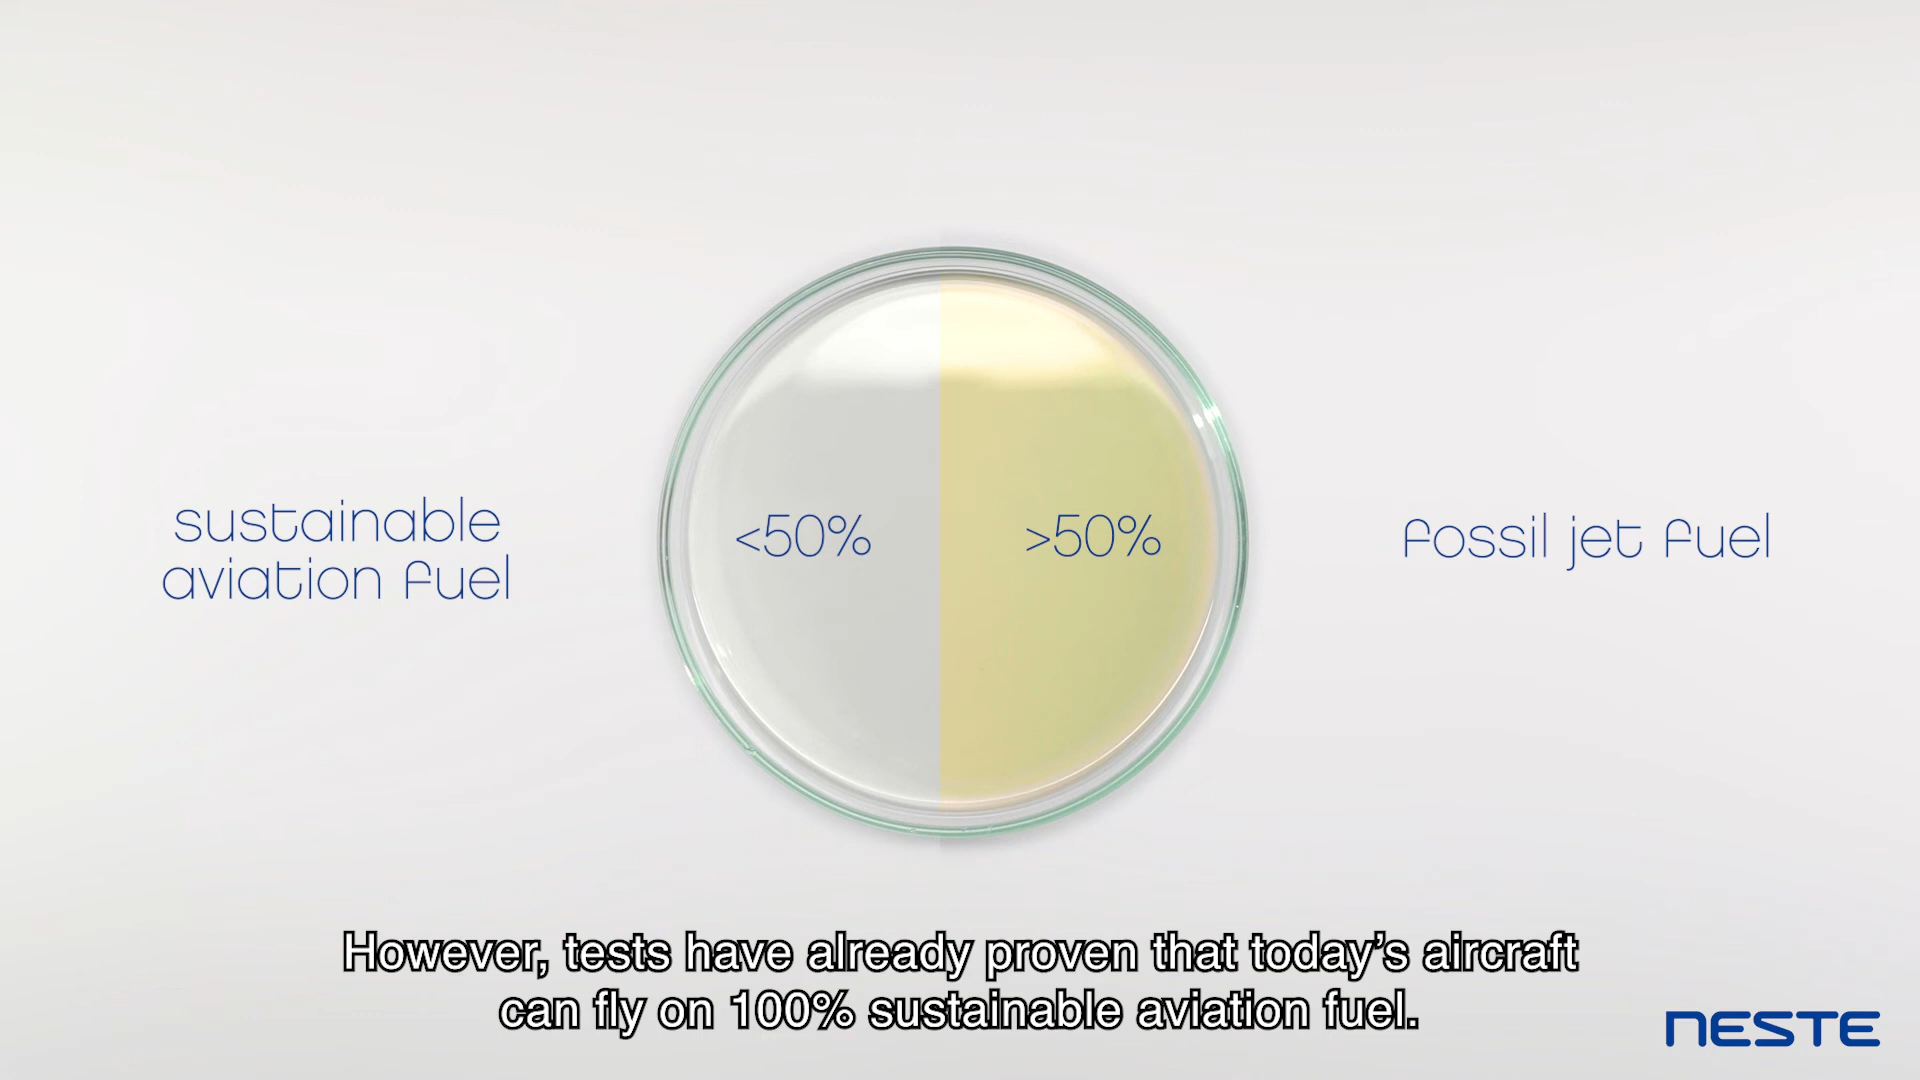 sustainable
aviation fuel
<50%
>50%
fossil jet fuel
However, tests have already proven that today's aircraft
can fly on 100% sustainable aviation fuel.
NESTE